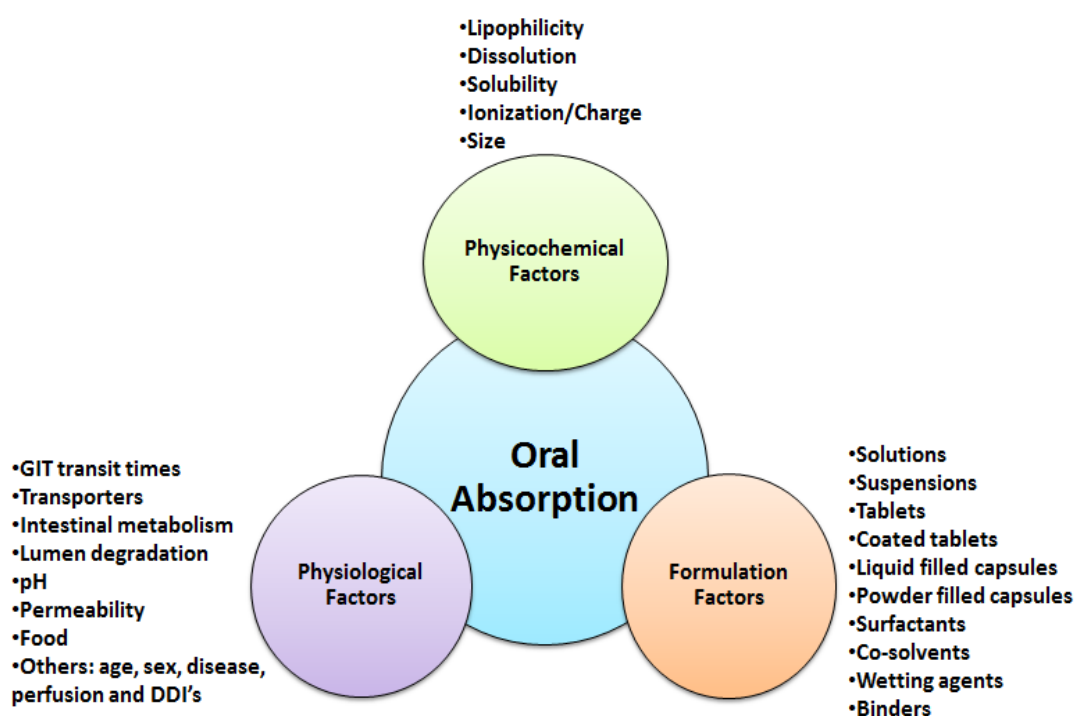 •Lipophilicity
•Dissolution
•Solubility
•Ionization/Charge
•Size
Physicochemical
Factors
Oral
Absorption
•GIT transit times
•Transporters
•Intestinal metabolism
•Lumen degradation
•pH
•Permeability
•Food
•Others: age, sex, disease,
perfusion and DDI's
Physiological
Factors
Formulation
Factors
•Solutions
•Suspensions
•Tablets
•Coated tablets
•Liquid filled capsules
•Powder filled capsules
•Surfactants
•Co-solvents
•Wetting agents
•Binders